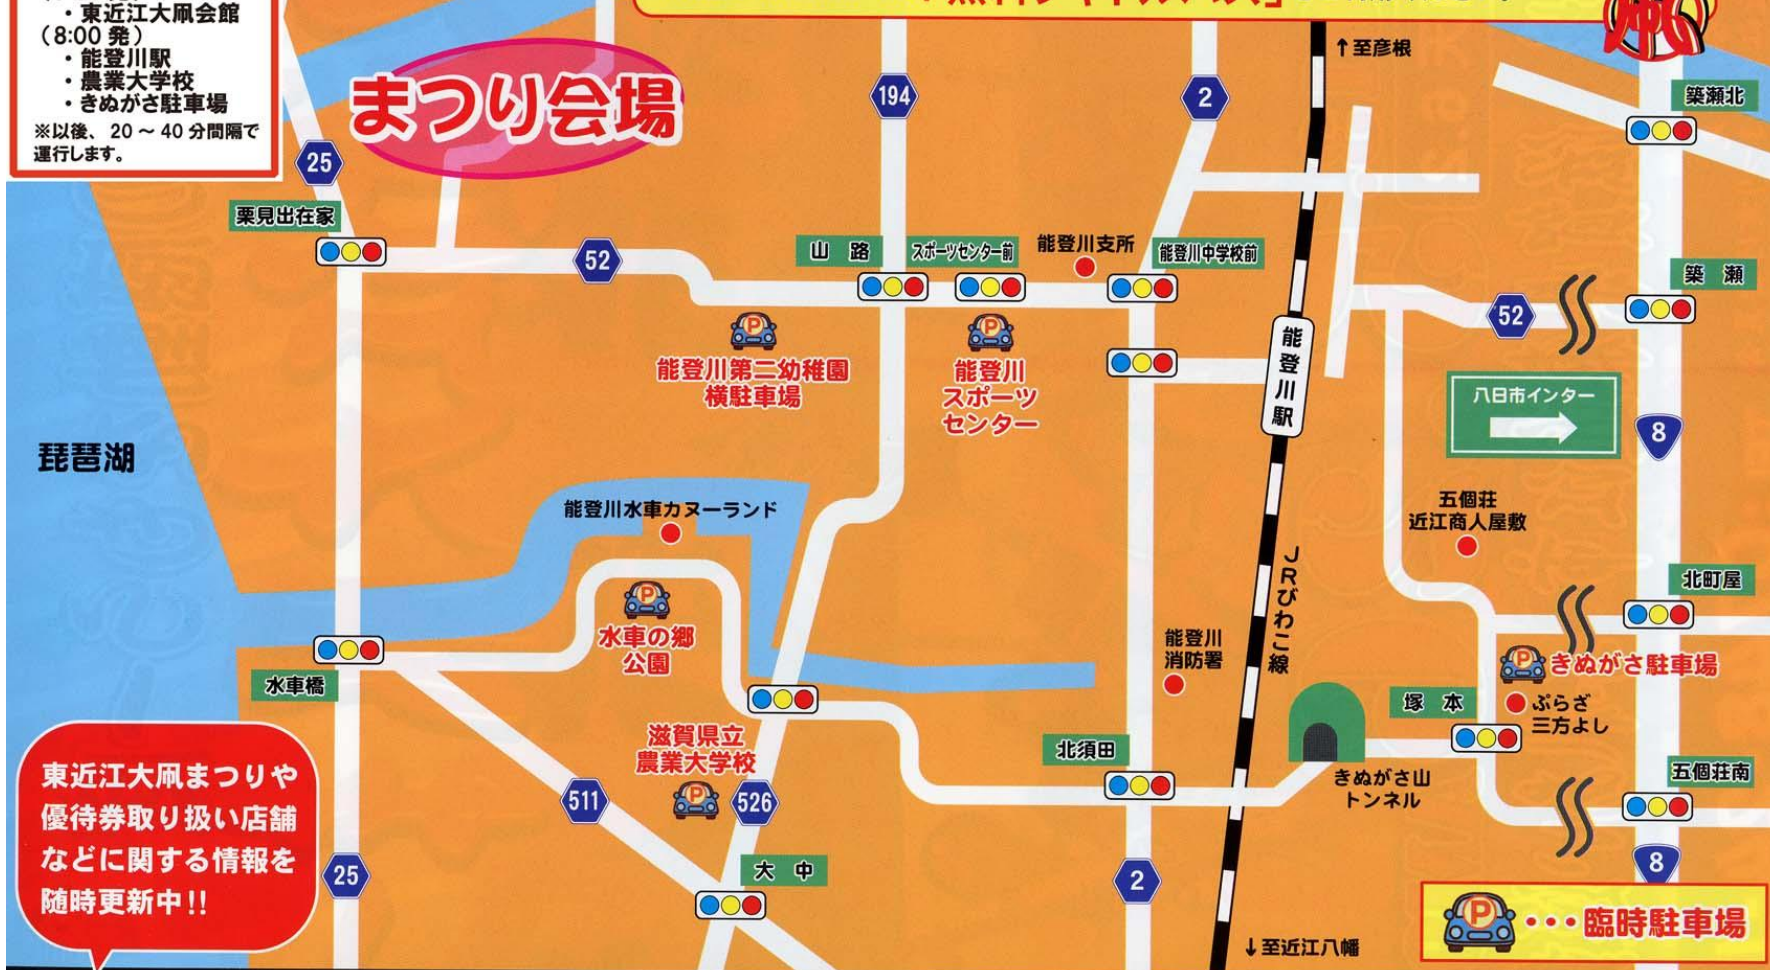 ・東近江大凧会館
（8:00 発）
・能登川駅
・農業大学校
・きぬがさ駐車場
※以後、20～40分間隔で
運行します。
まつり会場
↑至彦根
194
2
25
築瀬北
栗見出在家
52
山路
スポーツセンター前
能登川支所
能登川中学校前
築瀬
52
能登川第二幼稚園
横駐車場
能登川
スポーツ
センター
能登川駅
八日市インター
8
琵琶湖
能登川水車カヌーランド
五個荘
近江商人屋敷
JRびわこ線
北町屋
水車の郷
公園
能登川
消防署
きぬがさ駐車場
水車橋
塚本
ぷらざ
三方よし
滋賀県立
農業大学校
北須田
きぬがさ山
トンネル
五個荘南
511
526
東近江大凧まつりや
優待券取り扱い店舗
などに関する情報を
随時更新中!!
25
大中
2
8
・・・臨時駐車場
↓至近江八幡